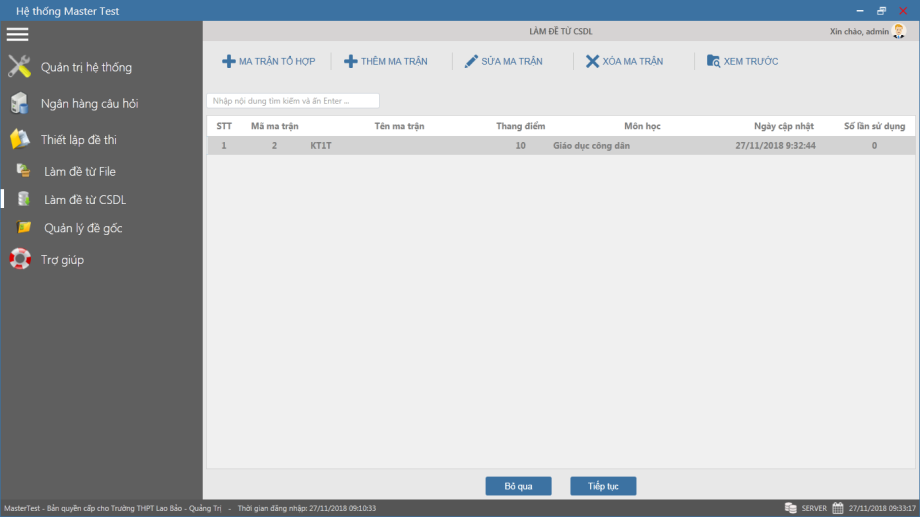 Hệ thống Master Test
LÀM ĐỀ TỪ CSDL
Xin chào, admin
Quản trị hệ thống
Ngân hàng câu hỏi
Thiết lập đề thi
Làm đề từ File
Làm đề từ CSDL
Quản lý đề gốc
Trợ giúp
MA TRẬN TỔ HỢP
THÊM MA TRẬN
SỬA MA TRẬN
XÓA MA TRẬN
XEM TRƯỚC
Nhập nội dung tìm kiếm và ấn Enter ...
STT Mã ma trận Tên ma trận Thang điểm Môn học Ngày cập nhật Số lần sử dụng
1 2 KT1T 10 Giáo dục công dân 27/11/2018 9:32:44 0
Bỏ qua Tiếp tục
MasterTest - Bản quyền cấp cho Trường THPT Lao Bảo - Quảng Trị - Thời gian đăng nhập: 27/11/2018 09:10:33 SERVER 27/11/2018 09:33:17